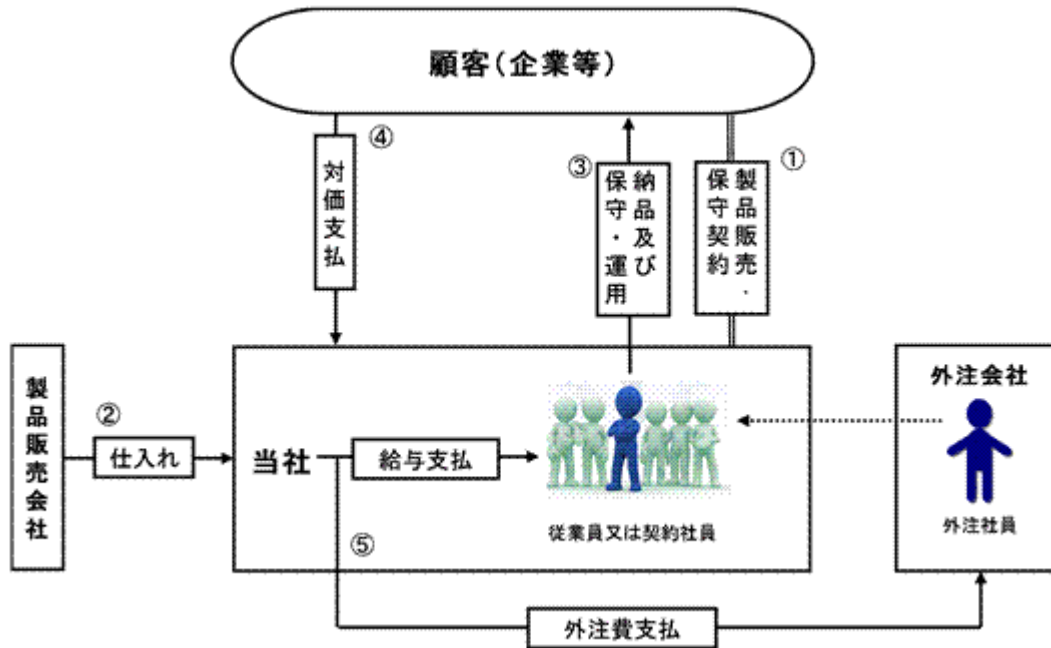 顧客(企業等)
④
対価支払
③
納品及び
保守・運用
①
製品販売・
保守契約
製品販売会社
②
仕入れ
当社
給与支払
従業員又は契約社員
⑤
外注会社
外注社員
外注費支払